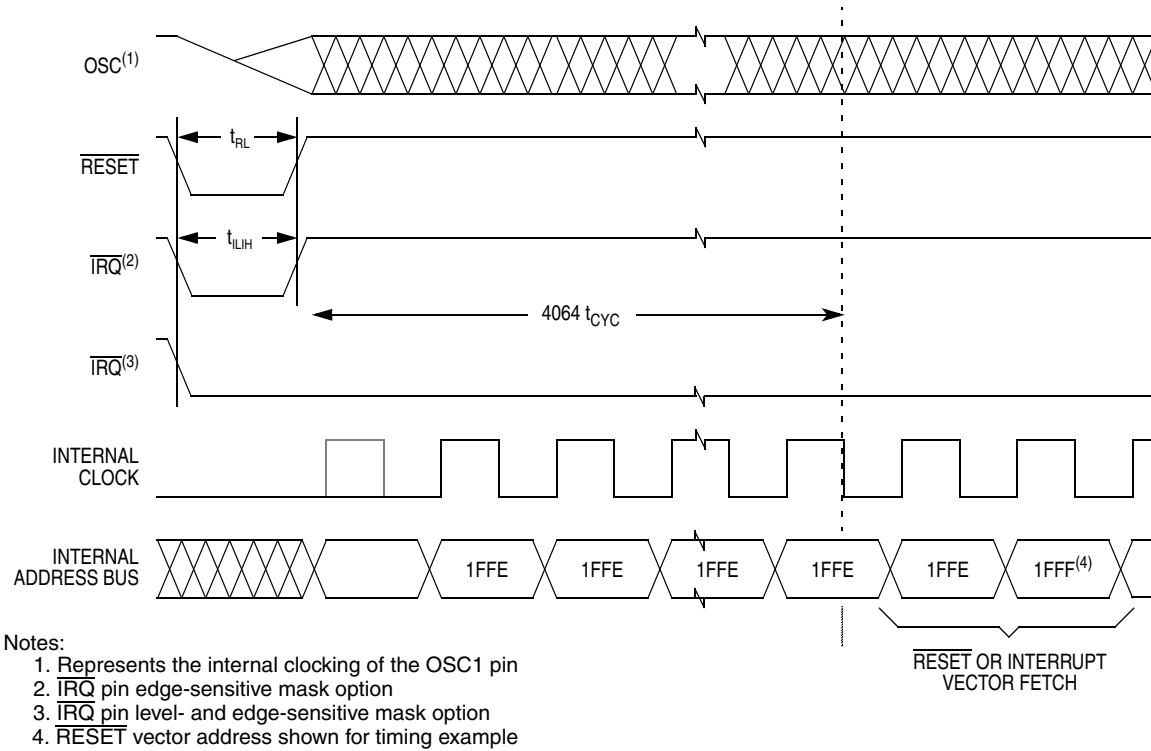 OSC(1)
tRL
RESET
tILIH
IRQ(2)
4064 tCYC
IRQ(3)
INTERNAL
CLOCK
INTERNAL
ADDRESS BUS
1FFE 1FFE 1FFE 1FFE 1FFE 1FFF(4)
RESET OR INTERRUPT
VECTOR FETCH
Notes:
1. Represents the internal clocking of the OSC1 pin
2. IRQ pin edge-sensitive mask option
3. IRQ pin level- and edge-sensitive mask option
4. RESET vector address shown for timing example